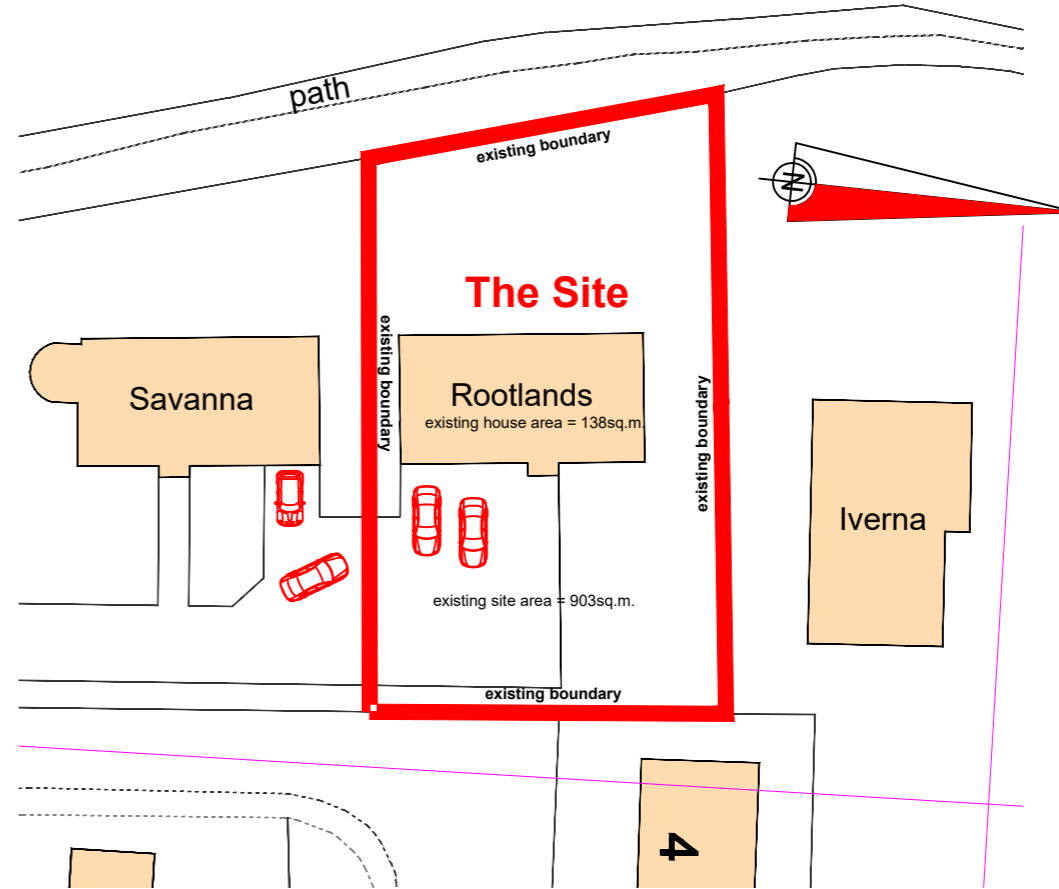 path
existing boundary
N
The Site
existing boundary
Savanna
Rootlands
existing house area = 138sq.m.
existing boundary
Iverna
existing site area = 903sq.m.
existing boundary
4